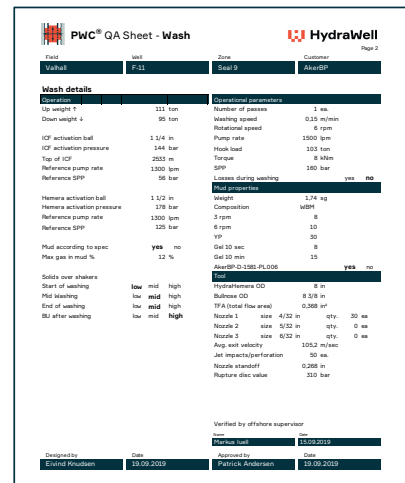 PWC® QA Sheet - Wash
HydraWell
Page 2
Field Well Zone Customer
Valhall F-11 Seal 9 AkerBP
Wash details
Operation
Up weight ↑ 111 ton
Down weight ↓ 95 ton
ICF activation ball 1 1/4 in
ICF activation pressure 144 bar
Top of ICF 2533 m
Reference pump rate 1300 lpm
Reference SPP 56 bar
Hemera activation ball 1 1/2 in
Hemera activation pressure 178 bar
Reference pump rate 1300 lpm
Reference SPP 125 bar
Mud according to spec yes no
Max gas in mud % 12 %
Solids over shakers
Start of washing low mid high
Mid Washing low mid high
End of washing low mid high
BU after washing low mid high
Operational parameters
Number of passes 1 ea.
Washing speed 0,15 m/min
Rotational speed 6 rpm
Pump rate 1500 lpm
Hook load 103 ton
Torque 8 kNm
SPP 160 bar
Losses during washing yes no
Mud properties
Weight 1,74 sg
Composition WBM
3 rpm 8
6 rpm 10
YP 30
Gel 10 sec 8
Gel 10 min 15
AkerBP-D-1581-PL006 yes no
Tool
HydraHemera OD 8 in
Bullnose OD 8 3/8 in
TFA (total flow area) 0,368 in²
Nozzle 1 size 4/32 in qty. 30 ea
Nozzle 2 size 5/32 in qty. 0 ea
Nozzle 3 size 6/32 in qty. 0 ea
Avg. exit velocity 105,2 m/sec
Jet impacts/perforation 50 ea.
Nozzle standoff 0,268 in
Rupture disc value 310 bar
Verified by offshore supervisor
Name Date
Markus Iuell 15.09.2019
Designed by Date Approved by Date
Eivind Knudsen 19.09.2019 Patrick Andersen 19.09.2019